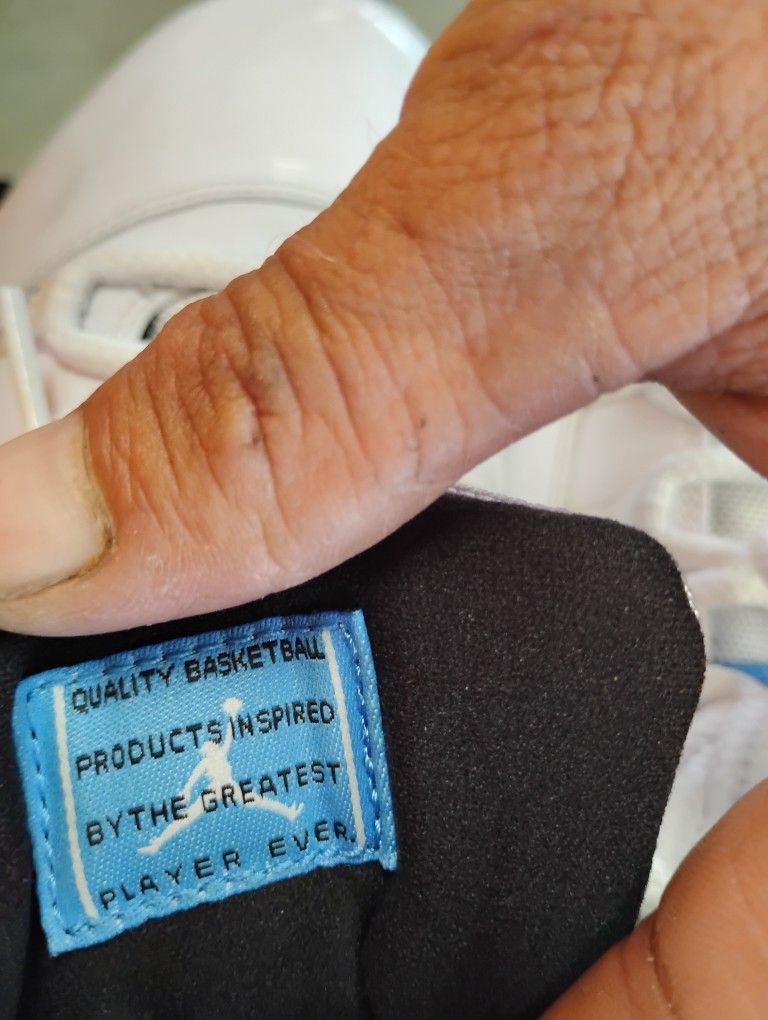 QUALITY BASKETBALL
PRODUCTS INSPIRED
BY THE GREATEST
PLAYER EVER.